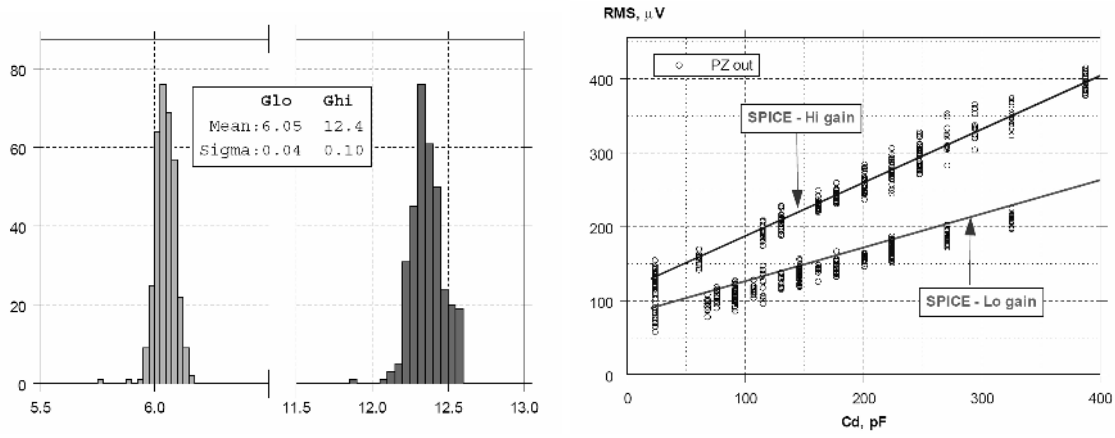 80
60
40
20
0
5.5
6.0
11.5
12.0
12.5
13.0
Glo Ghi
Mean:6.05 12.4
Sigma:0.04 0.10
RMS, μV
400
300
200
100
0
0
100
200
300
400
Cd, pF
PZ out
SPICE - Hi gain
SPICE - Lo gain